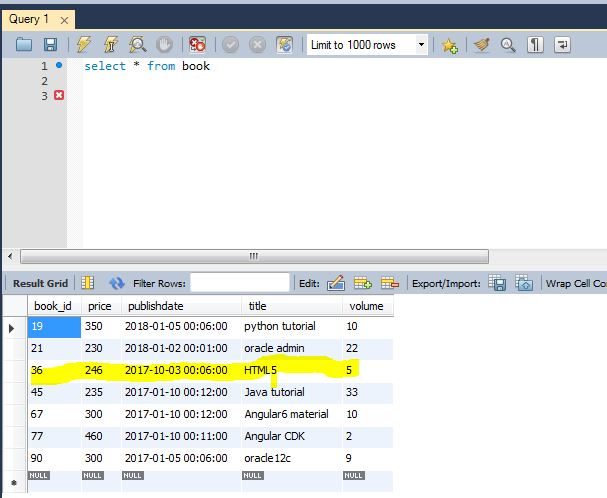 Query 1
Limit to 1000 rows
1 select * from book
2
3
Result Grid Filter Rows: Edit: Export/Import: Wrap Cell Co
book_id price publishdate title volume
19 350 2018-01-05 00:06:00 python tutorial 10
21 230 2018-01-02 00:01:00 oracle admin 22
36 246 2017-10-03 00:06:00 HTML5 5
45 235 2017-01-10 00:12:00 Java tutorial 33
67 300 2017-01-10 00:12:00 Angular6 material 10
77 460 2017-01-10 00:11:00 Angular CDK 2
90 300 2017-01-05 00:06:00 oracle12c 9
NULL NULL NULL NULL NULL